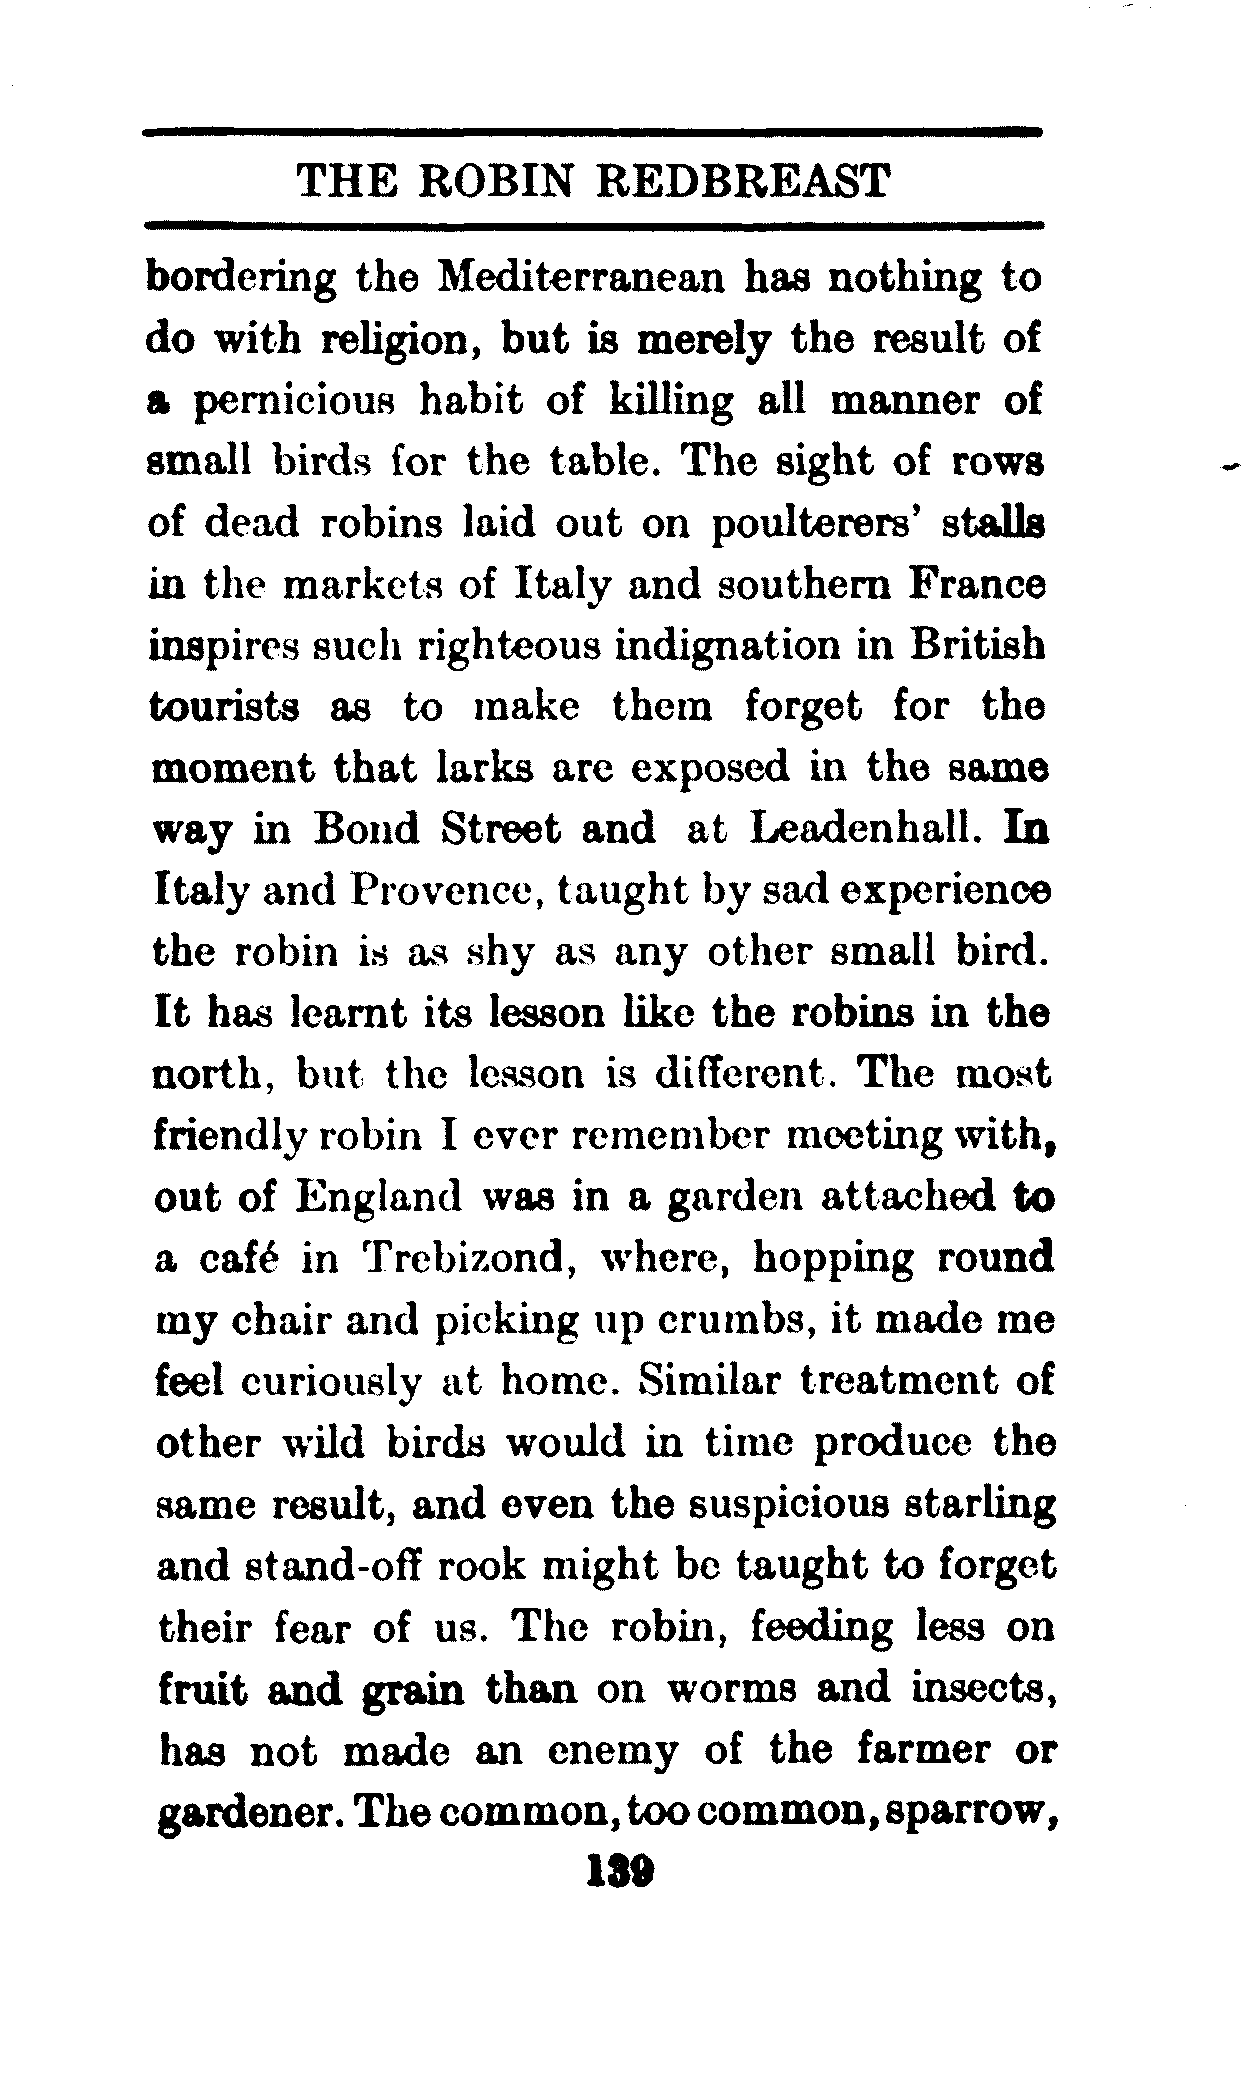 THE ROBIN REDBREAST
bordering the Mediterranean has nothing to
do with religion, but is merely the result of
a pernicious habit of killing all manner of
small birds for the table. The sight of rows
of dead robins laid out on poulterers' stalls
in the markets of Italy and southern France
inspires such righteous indignation in British
tourists as to make them forget for the
moment that larks are exposed in the same
way in Bond Street and at Leadenhall. In
Italy and Provence, taught by sad experience
the robin is as shy as any other small bird.
It has learnt its lesson like the robins in the
north, but the lesson is different. The most
friendly robin I ever remember meeting with,
out of England was in a garden attached to
a café in Trebizond, where, hopping round
my chair and picking up crumbs, it made me
feel curiously at home. Similar treatment of
other wild birds would in time produce the
same result, and even the suspicious starling
and stand-off rook might be taught to forget
their fear of us. The robin, feeding less on
fruit and grain than on worms and insects,
has not made an enemy of the farmer or
gardener. The common, too common, sparrow,
139